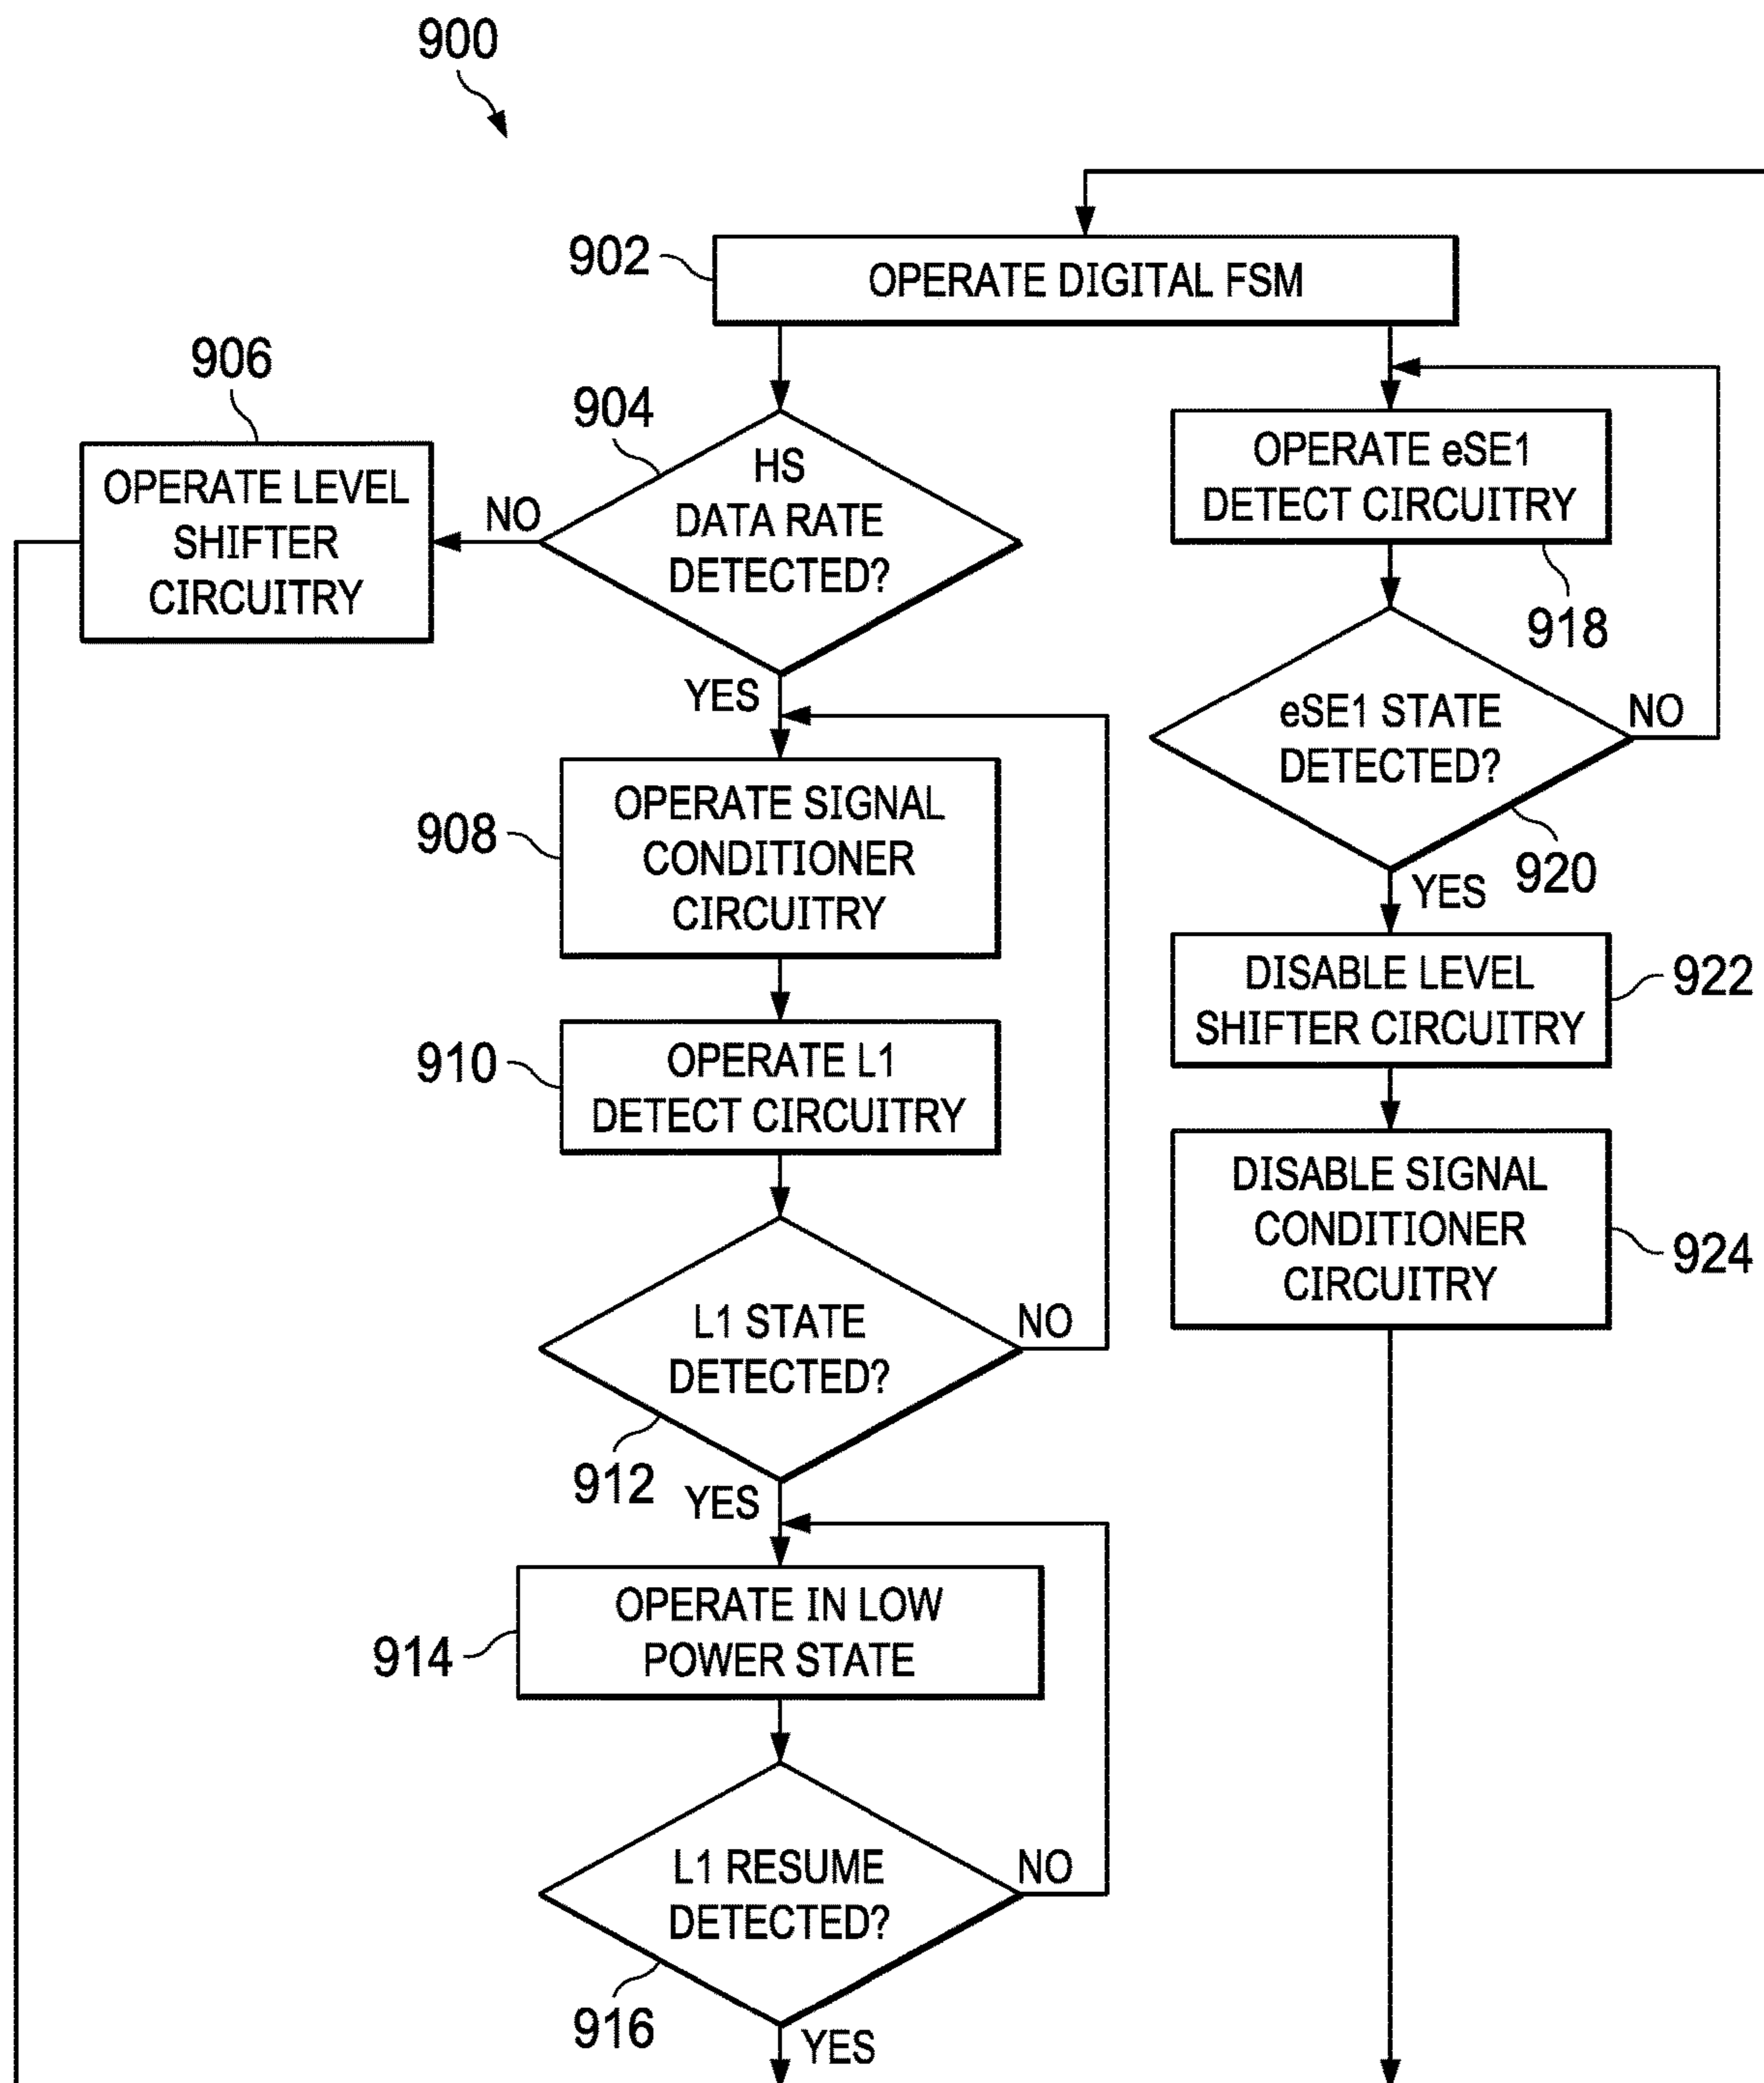 900
902
OPERATE DIGITAL FSM
906
OPERATE LEVEL
SHIFTER
CIRCUITRY
NO
904
HS
DATA RATE
DETECTED?
YES
908
OPERATE SIGNAL
CONDITIONER
CIRCUITRY
910
OPERATE L1
DETECT CIRCUITRY
L1 STATE
DETECTED?
NO
912
YES
914
OPERATE IN LOW
POWER STATE
L1 RESUME
DETECTED?
NO
916
YES
OPERATE eSE1
DETECT CIRCUITRY
918
eSE1 STATE
DETECTED?
NO
920
YES
DISABLE LEVEL
SHIFTER CIRCUITRY
922
DISABLE SIGNAL
CONDITIONER
CIRCUITRY
924